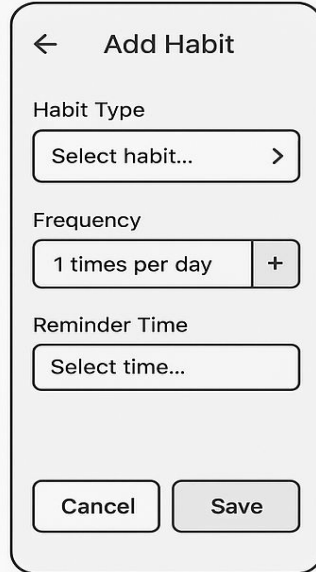 Add Habit
Habit Type
Select habit...
Frequency
1 times per day +
Reminder Time
Select time...
Cancel Save